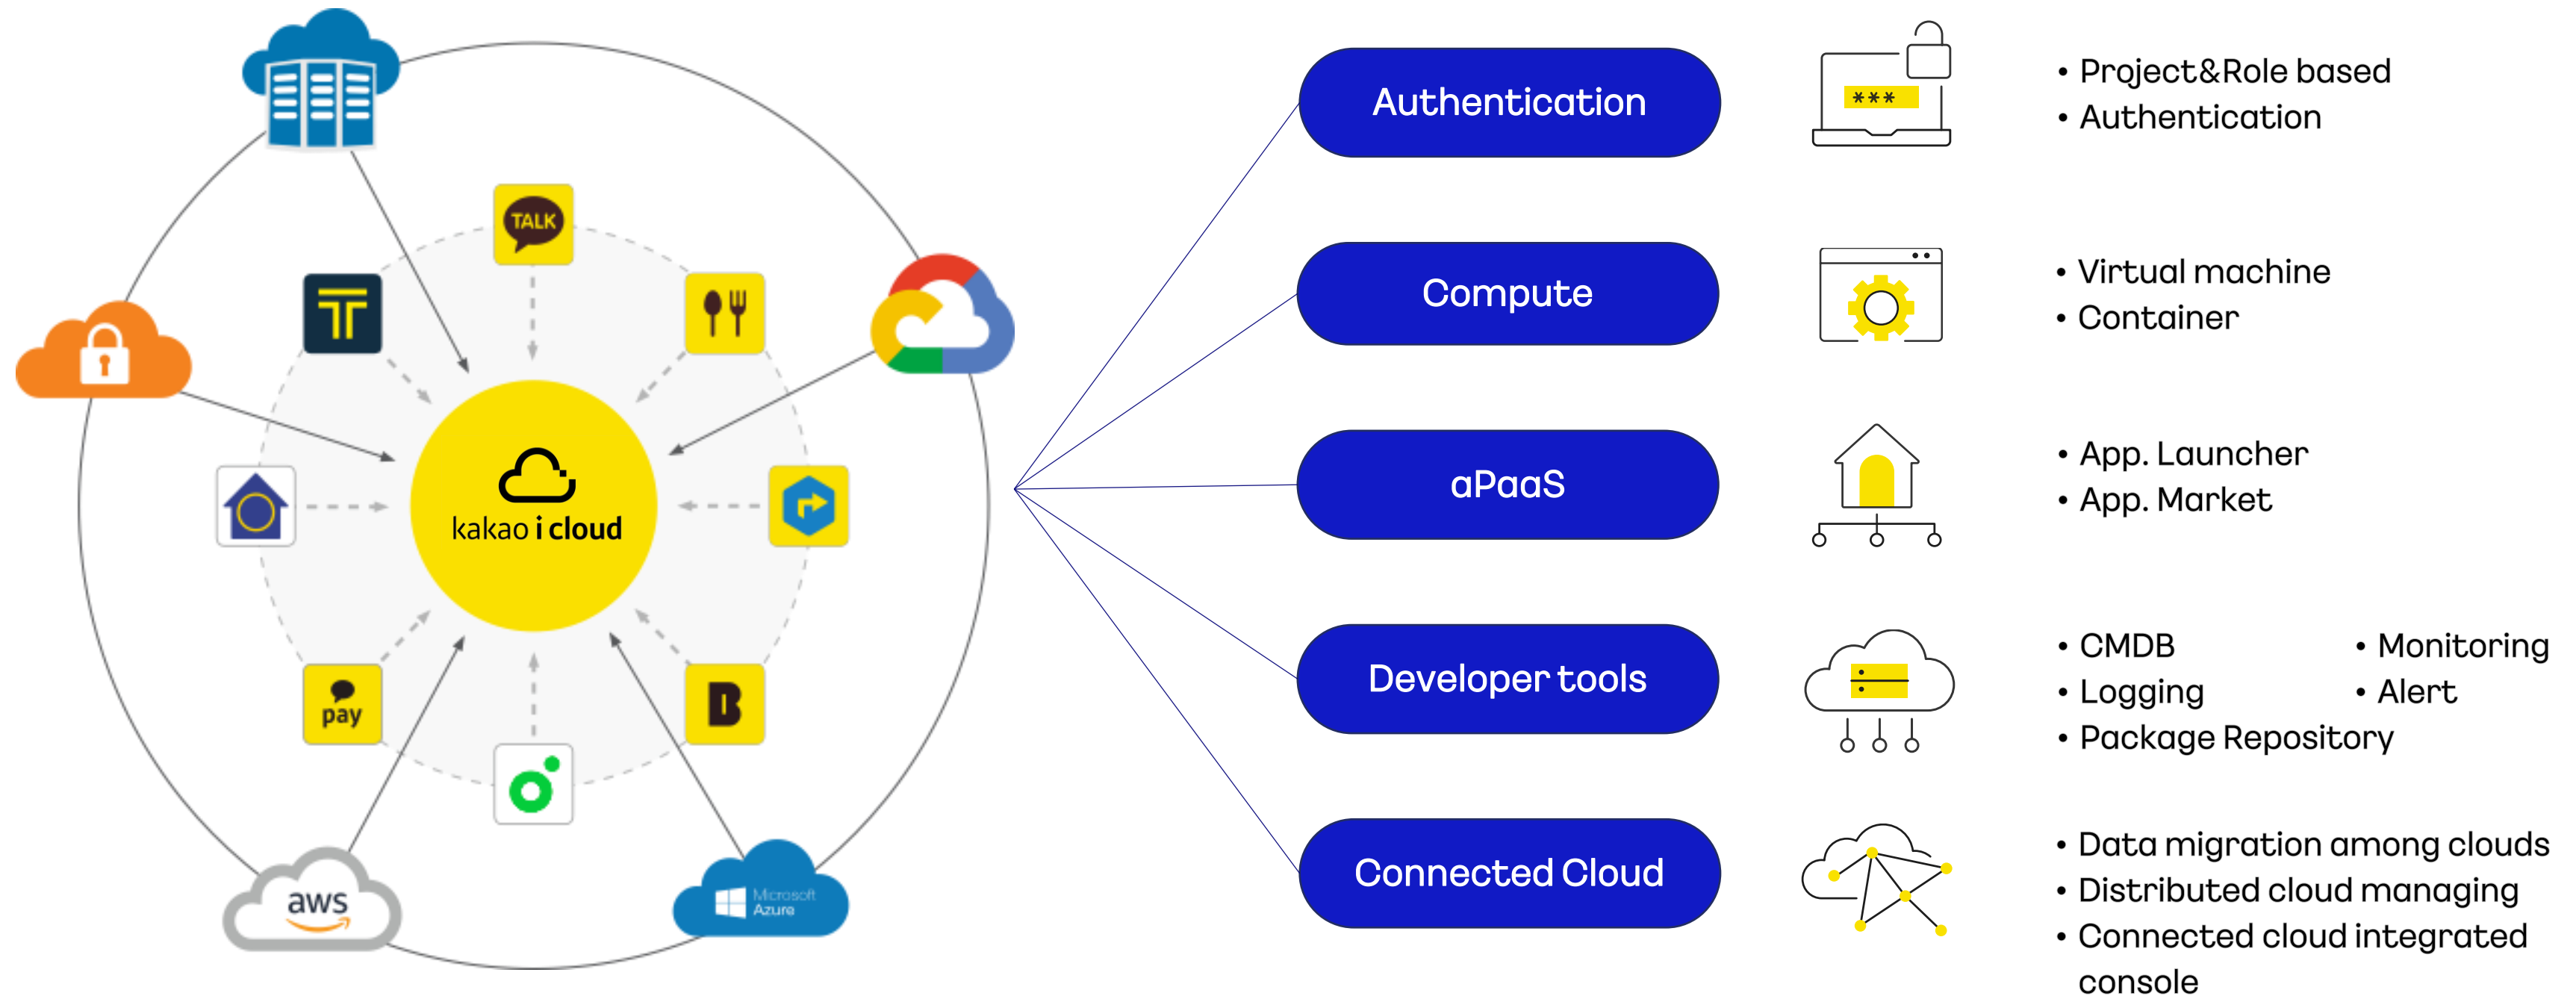 TALK
kakao i cloud
pay
B
aws
Microsoft
Azure
Authentication
***
• Project&Role based
• Authentication
Compute
• Virtual machine
• Container
aPaaS
• App. Launcher
• App. Market
Developer tools
• CMDB
• Monitoring
• Logging
• Alert
• Package Repository
Connected Cloud
• Data migration among clouds
• Distributed cloud managing
• Connected cloud integrated
console